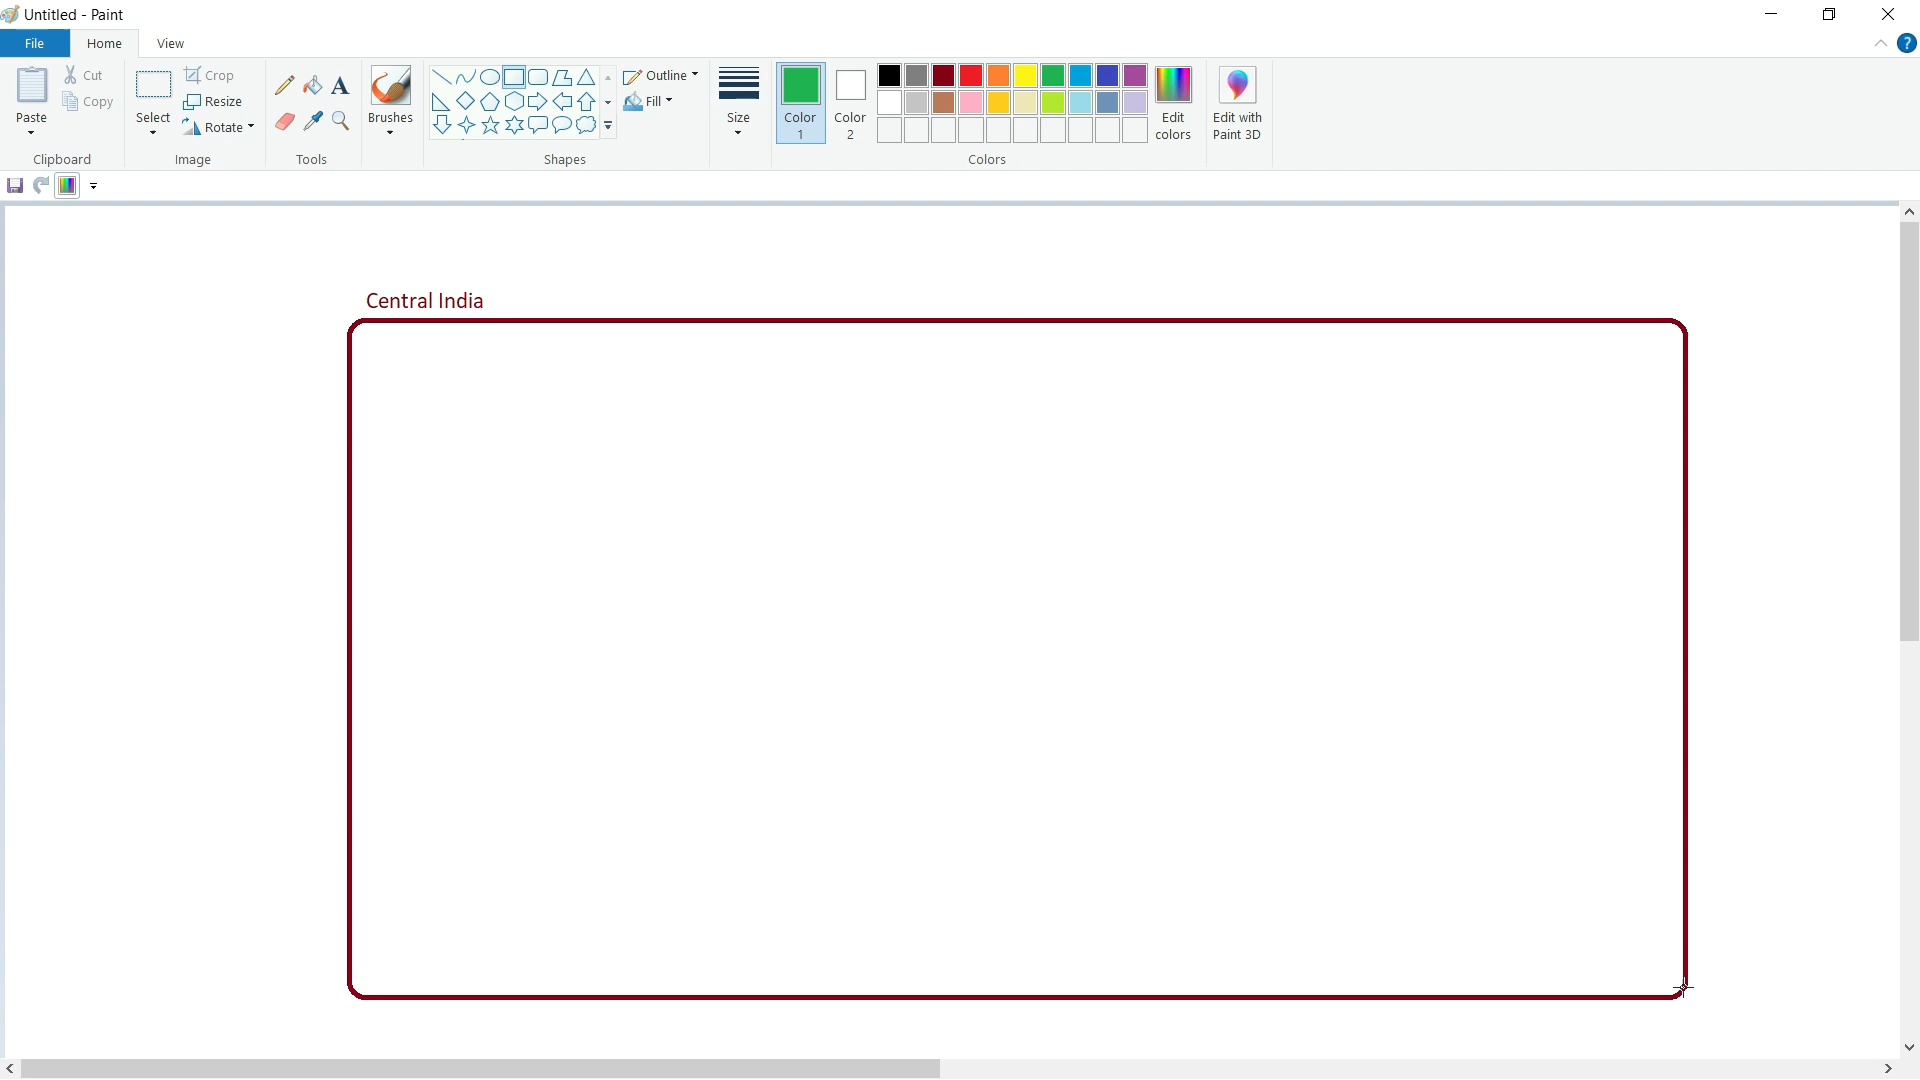 Untitled - Paint
File Home View
Paste
Cut
Copy
Clipboard
Select
Crop
Resize
Rotate
Image
A
Tools
Brushes
Shapes
Outline
Fill
Size
Color
1
Color
2
Edit
colors
Colors
Edit with
Paint 3D
?
Central India